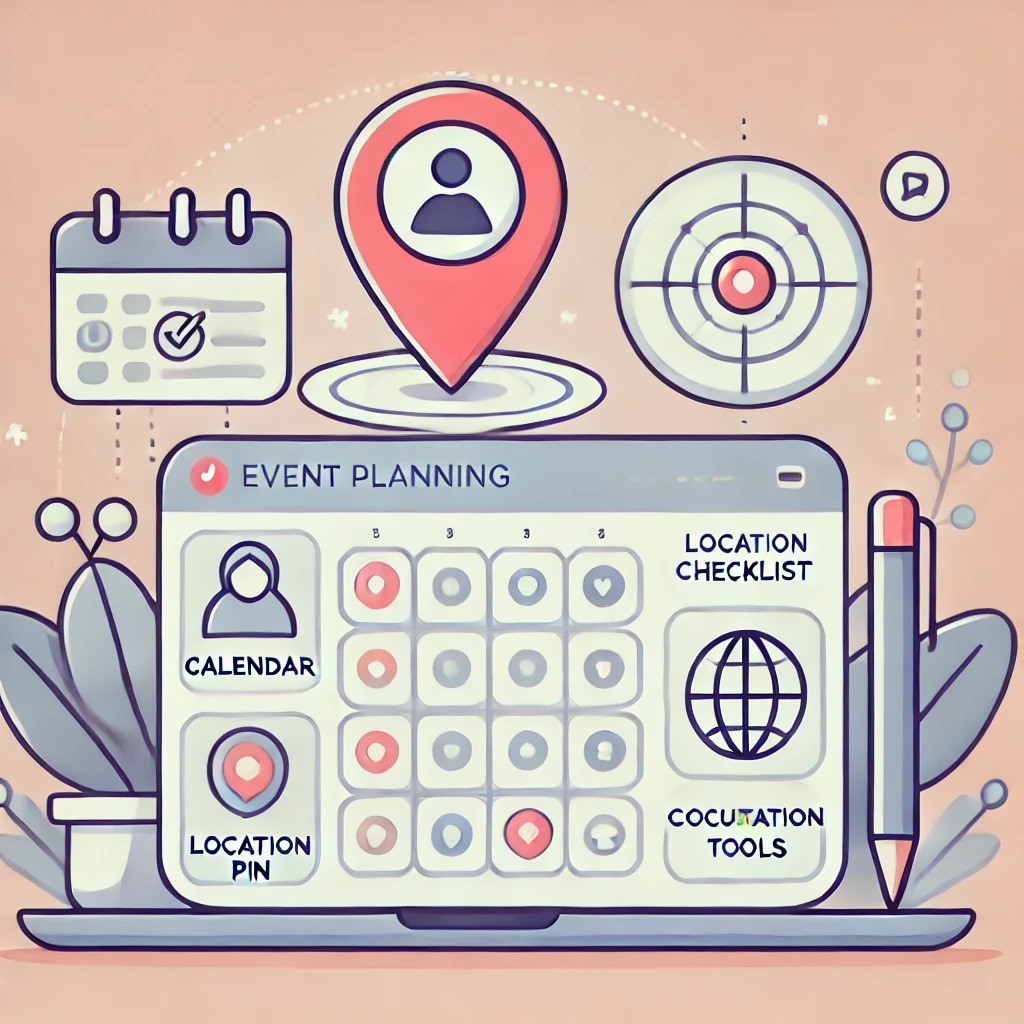 EVENT PLANNING
LOCATION
CHECKLIST
CALENDAR
LOCATION
PIN
COCUTATION
TOOLS